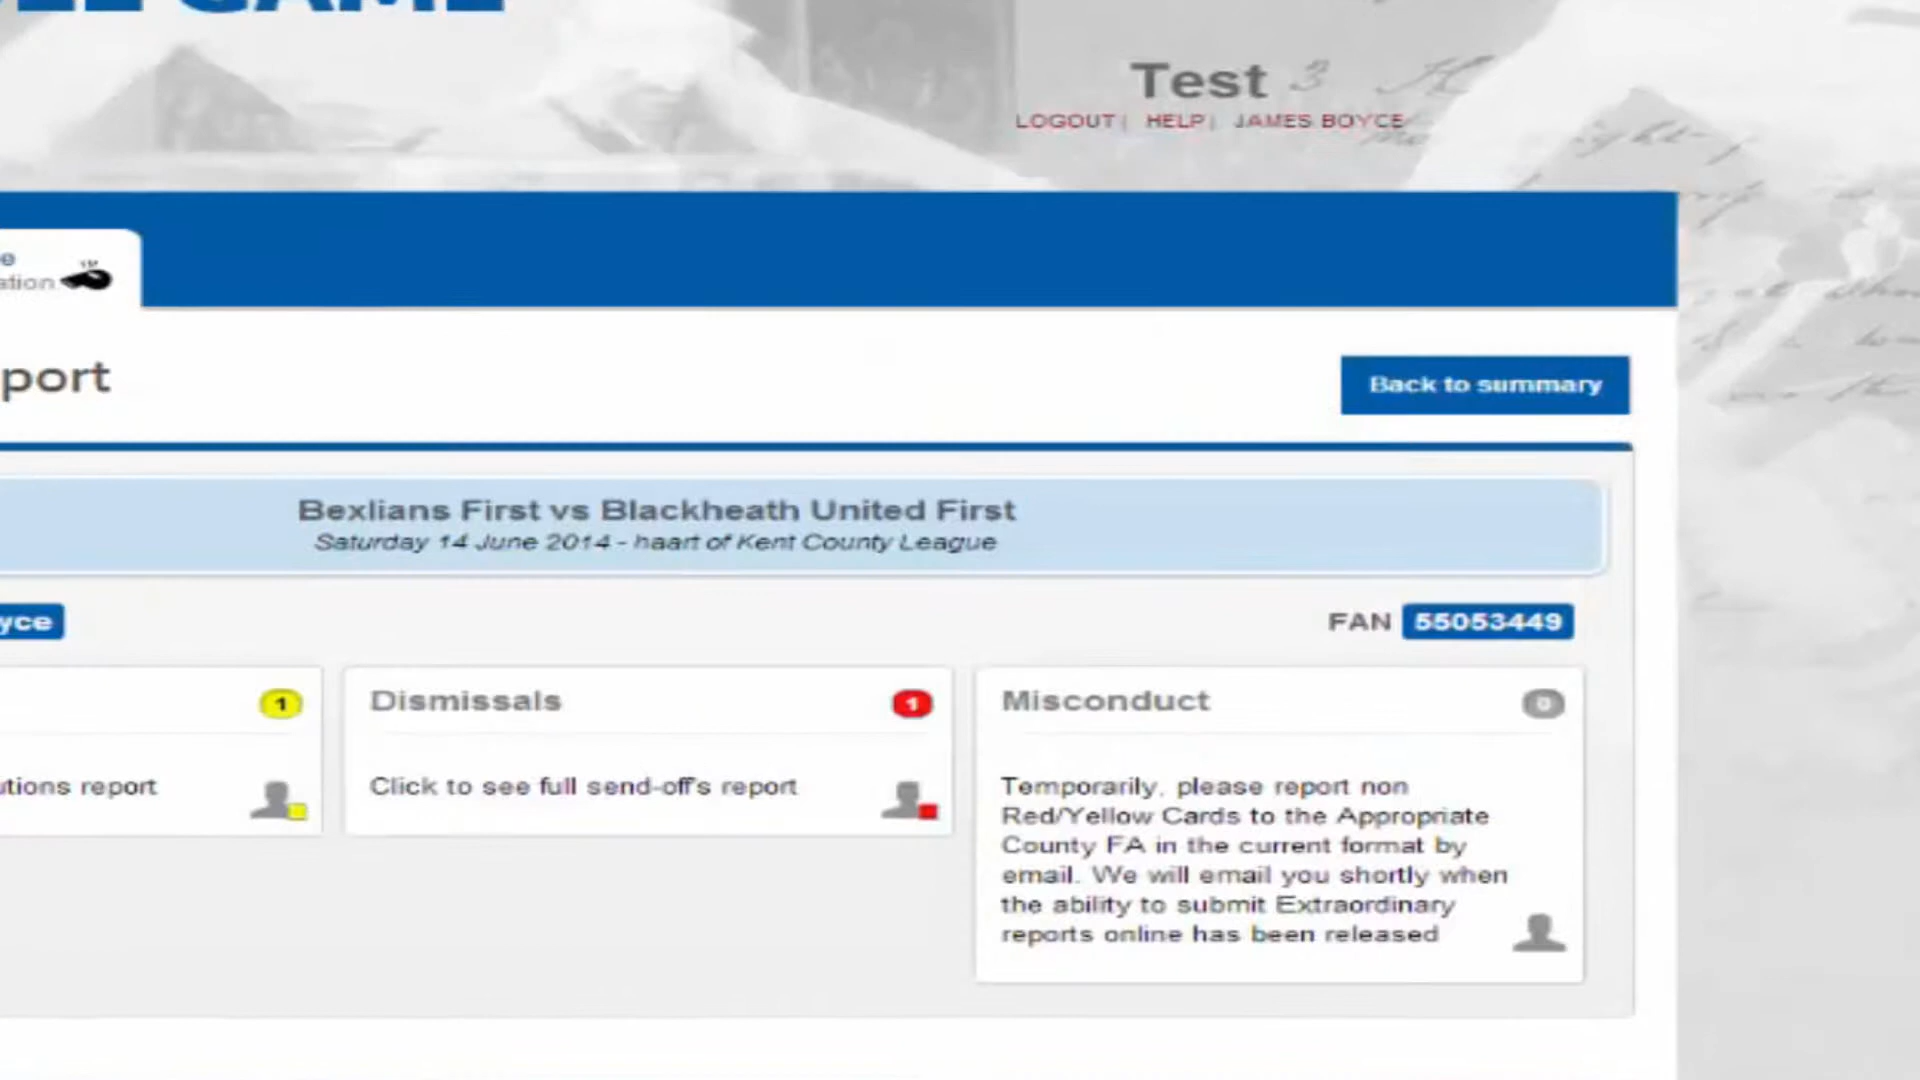 GAME
Test
LOGOUT | HELP | JAMES BOYCE
e
ation
port
Back to summary
Bexlians First vs Blackheath United First
Saturday 14 June 2014 - haart of Kent County League
yce
FAN 55053449
1
Dismissals 1
Misconduct 0
utions report
Click to see full send-off's report
Temporarily, please report non
Red/Yellow Cards to the Appropriate
County FA in the current format by
email. We will email you shortly when
the ability to submit Extraordinary
reports online has been released